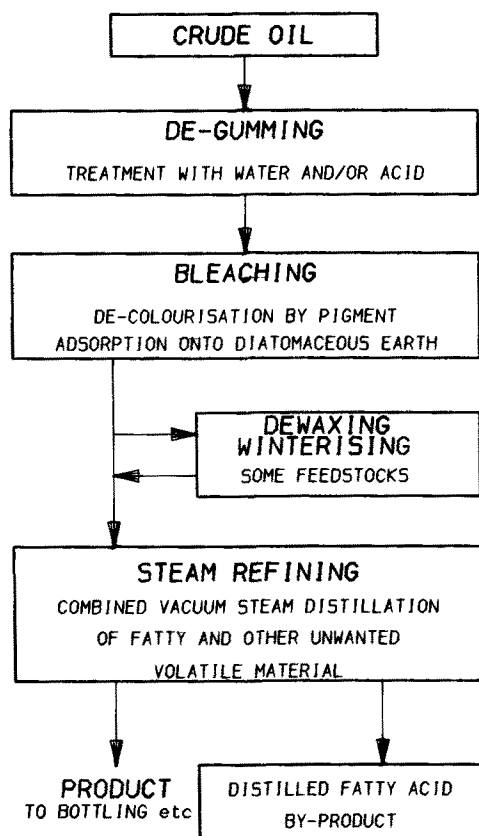 CRUDE OIL
DE-GUMMING
TREATMENT WITH WATER AND/OR ACID
BLEACHING
DE-COLOURISATION BY PIGMENT
ADSORPTION ONTO DIATOMACEOUS EARTH
DEWAXING
WINTERISING
SOME FEEDSTOCKS
STEAM REFINING
COMBINED VACUUM STEAM DISTILLATION
OF FATTY AND OTHER UNWANTED
VOLATILE MATERIAL
PRODUCT
TO BOTTLING etc
DISTILLED FATTY ACID
BY-PRODUCT